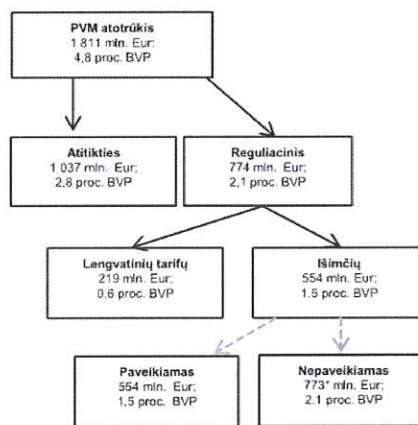 PVM atotrūkis
1 811 mln. Eur;
4,8 proc. BVP
Atitikties
1 037 mln. Eur;
2,8 proc. BVP
Reguliacinis
774 mln. Eur;
2,1 proc. BVP
Lengvatinių tarifų
219 mln. Eur;
0.6 proc. BVP
Išimčių
554 mln. Eur;
1.5 proc. BVP
Paveikiamas
554 mln. Eur;
1,5 proc. BVP
Nepaveikiamas
773* mln. Eur;
2.1 proc. BVP